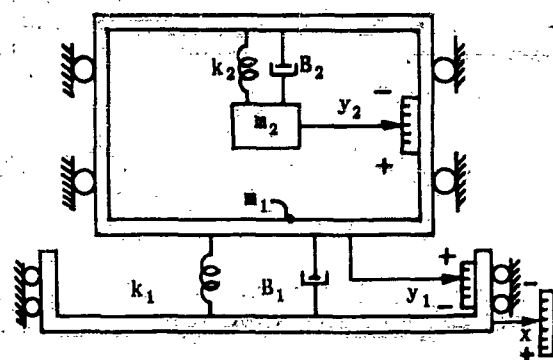 k₂ B₂
m₂ y₂ −
+
m₁
k₁ B₁ y₁ + −
x − +